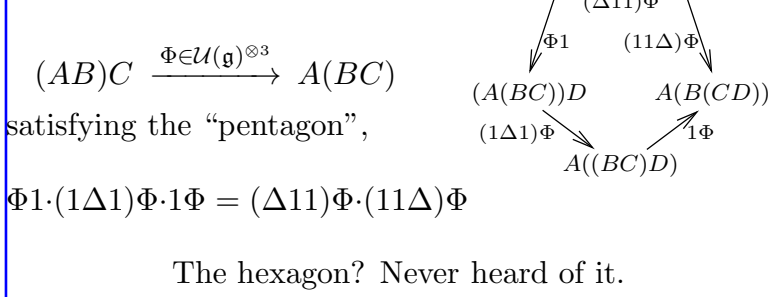 (Δ11)Φ
Φ1 (11Δ)Φ
(AB)C Φ∈𝒰(𝔤)^{⊗3} → A(BC)
(A(BC))D A(B(CD))
satisfying the “pentagon”,
(1Δ1)Φ 1Φ
A((BC)D)
Φ1·(1Δ1)Φ·1Φ = (Δ11)Φ·(11Δ)Φ
The hexagon? Never heard of it.